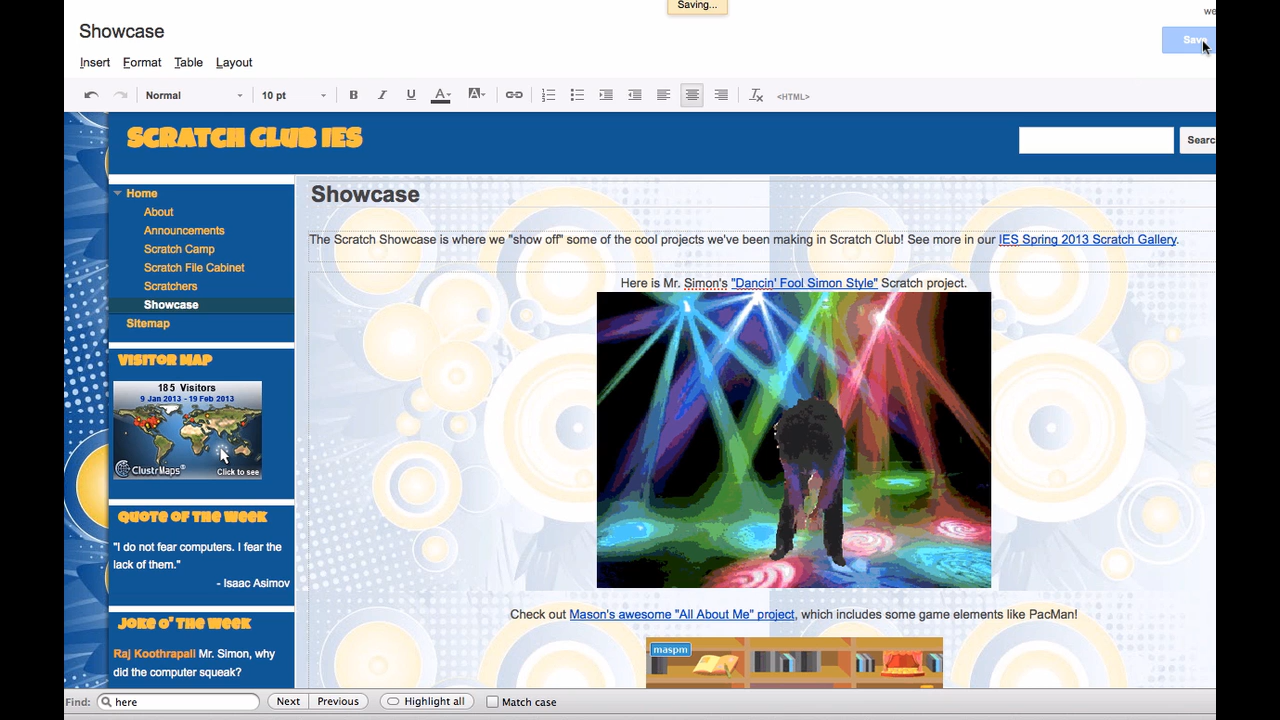 Saving...
we
Showcase
Save
Insert Format Table Layout
Normal 10 pt B I U A A <HTML>
SCRATCH CLUB IES
Searc
Home
About
Announcements
Scratch Camp
Scratch File Cabinet
Scratchers
Showcase
Sitemap
VISITOR MAP
185 Visitors
9 Jan 2013 - 19 Feb 2013
ClustrMaps Click to see
QUOTE OF THE WEEK
"I do not fear computers. I fear the
lack of them."
- Isaac Asimov
JOKE O' THE WEEK
Raj Koothrapall Mr. Simon, why
did the computer squeak?
Showcase
The Scratch Showcase is where we "show off" some of the cool projects we've been making in Scratch Club! See more in our IES Spring 2013 Scratch Gallery.
Here is Mr. Simon's "Dancin' Fool Simon Style" Scratch project.
Check out Mason's awesome "All About Me" project, which includes some game elements like PacMan!
maspm
Find: here Next Previous Highlight all Match case